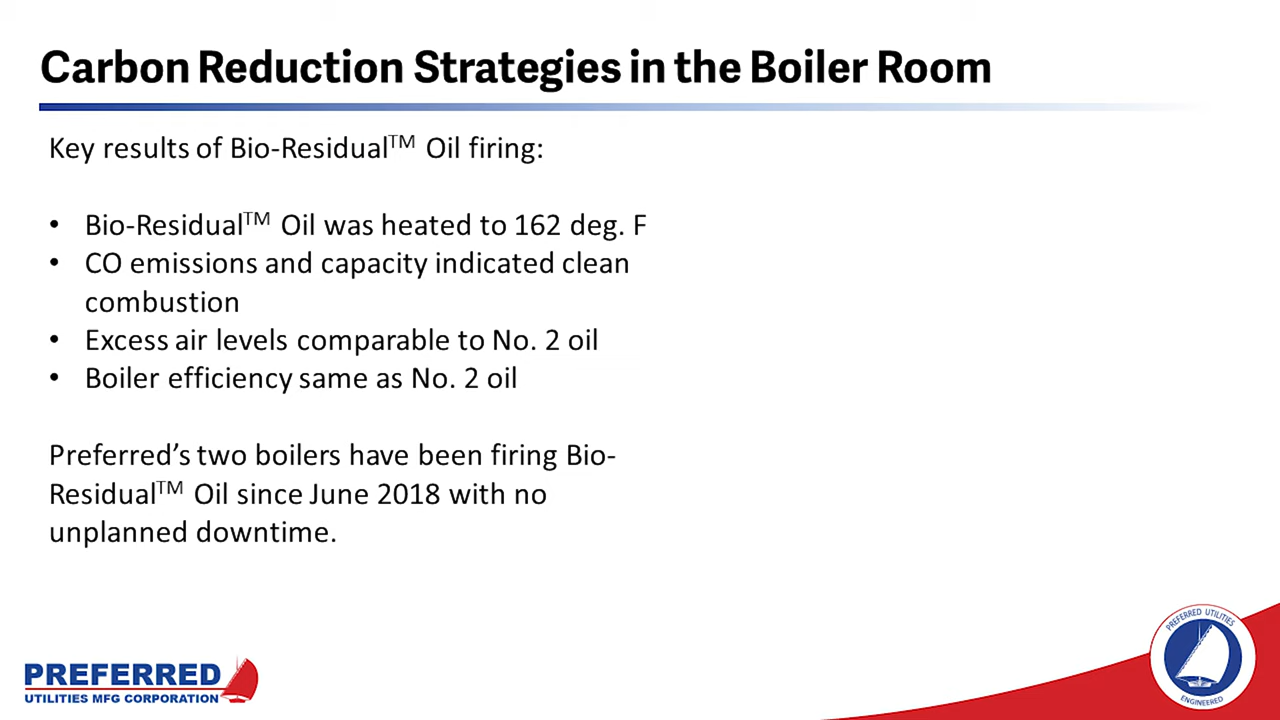 Carbon Reduction Strategies in the Boiler Room
Key results of Bio-Residual™ Oil firing:
• Bio-Residual™ Oil was heated to 162 deg. F
• CO emissions and capacity indicated clean
combustion
• Excess air levels comparable to No. 2 oil
• Boiler efficiency same as No. 2 oil
Preferred’s two boilers have been firing Bio-
Residual™ Oil since June 2018 with no
unplanned downtime.
PREFERRED
UTILITIES MFG CORPORATION
PREFERRED UTILITIES
ENGINEERED